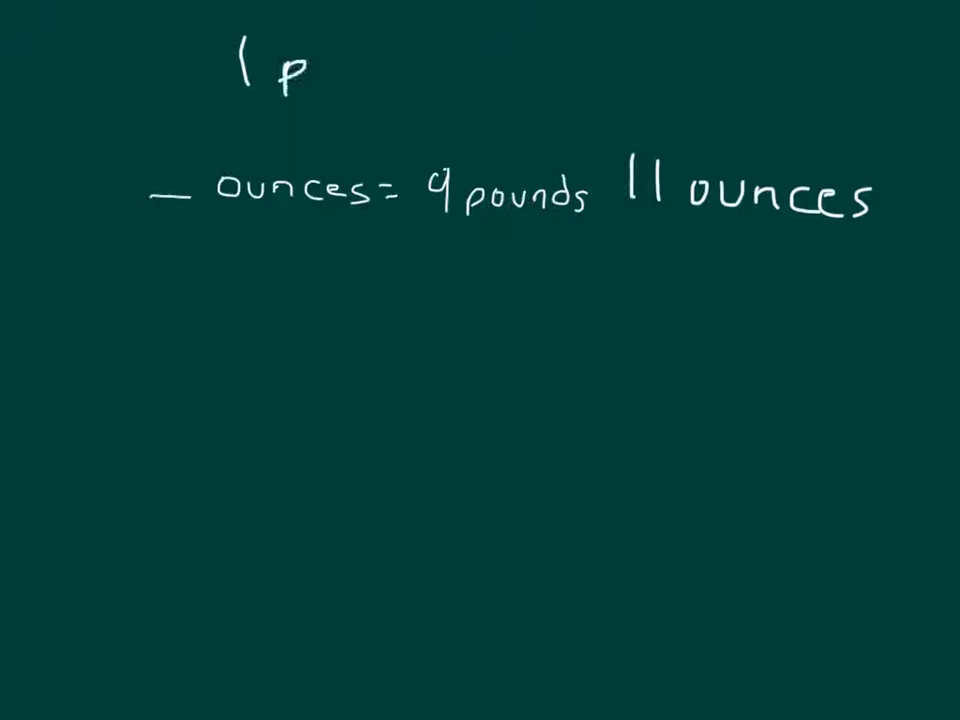 1 p
_ ounces = 9 pounds 11 ounces